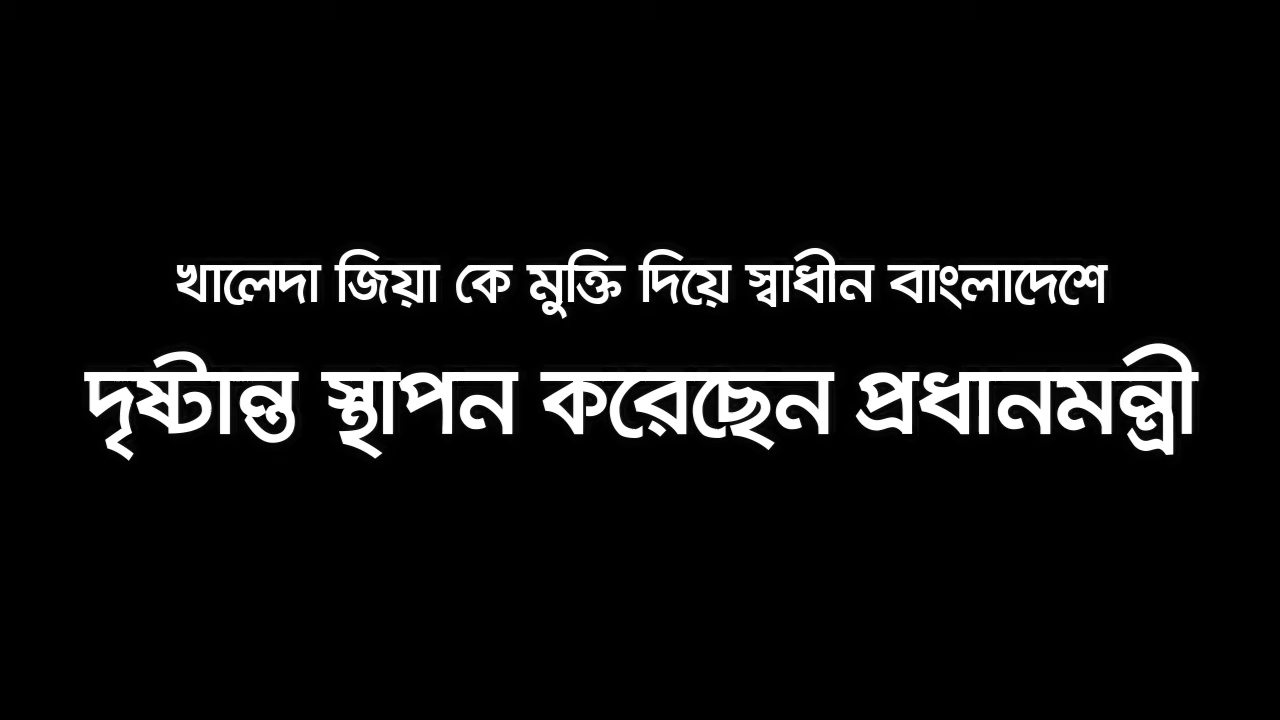 খালেদা জিয়া কে মুক্তি দিয়ে স্বাধীন বাংলাদেশে
দৃষ্টান্ত স্থাপন করেছেন প্রধানমন্ত্রী